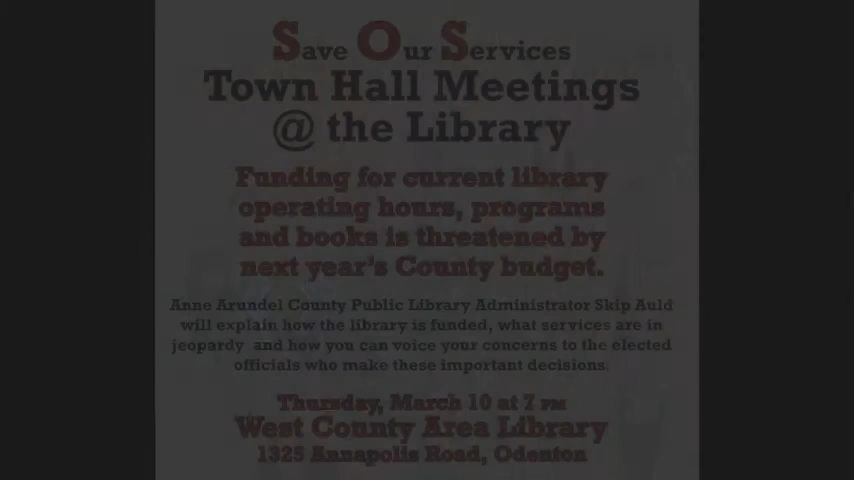 Save Our Services
Town Hall Meetings
@ the Library
Funding for current library
operating hours, programs
and books is threatened by
next year's County budget.
Anne Arundel County Public Library Administrator Skip Auld
will explain how the library is funded, what services are in
jeopardy and how you can voice your concerns to the elected
officials who make these important decisions.
Thursday, March 10 at 7 PM
West County Area Library
1325 Annapolis Road, Odenton